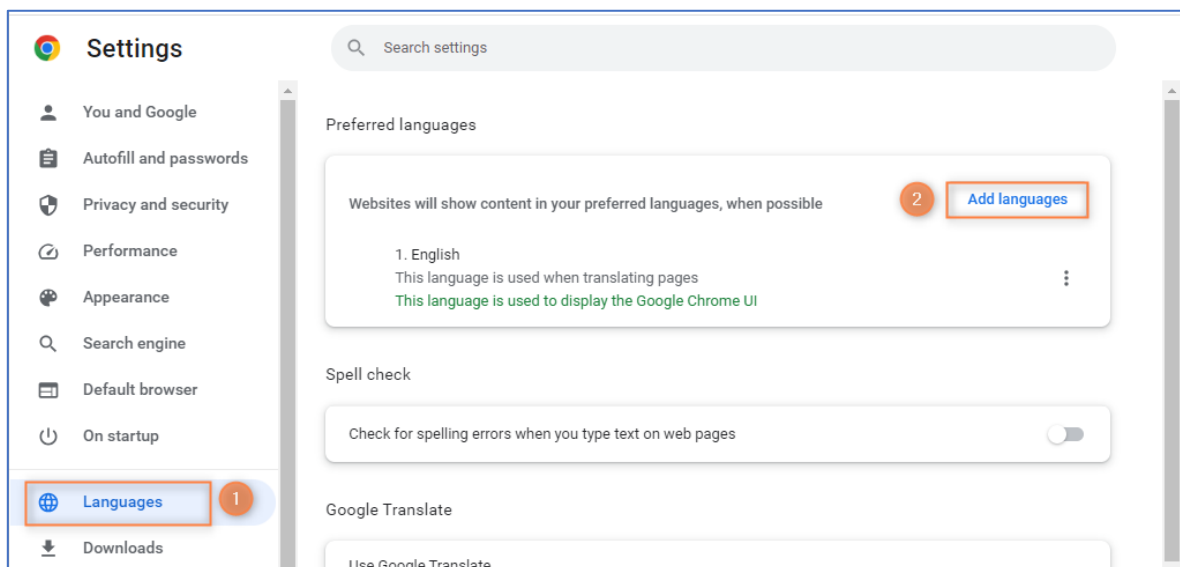 Settings
Search settings
You and Google
Autofill and passwords
Privacy and security
Performance
Appearance
Search engine
Default browser
On startup
Languages 1
Downloads
Preferred languages
Websites will show content in your preferred languages, when possible 2 Add languages
1. English
This language is used when translating pages
This language is used to display the Google Chrome UI
Spell check
Check for spelling errors when you type text on web pages
Google Translate
Use Google Translate